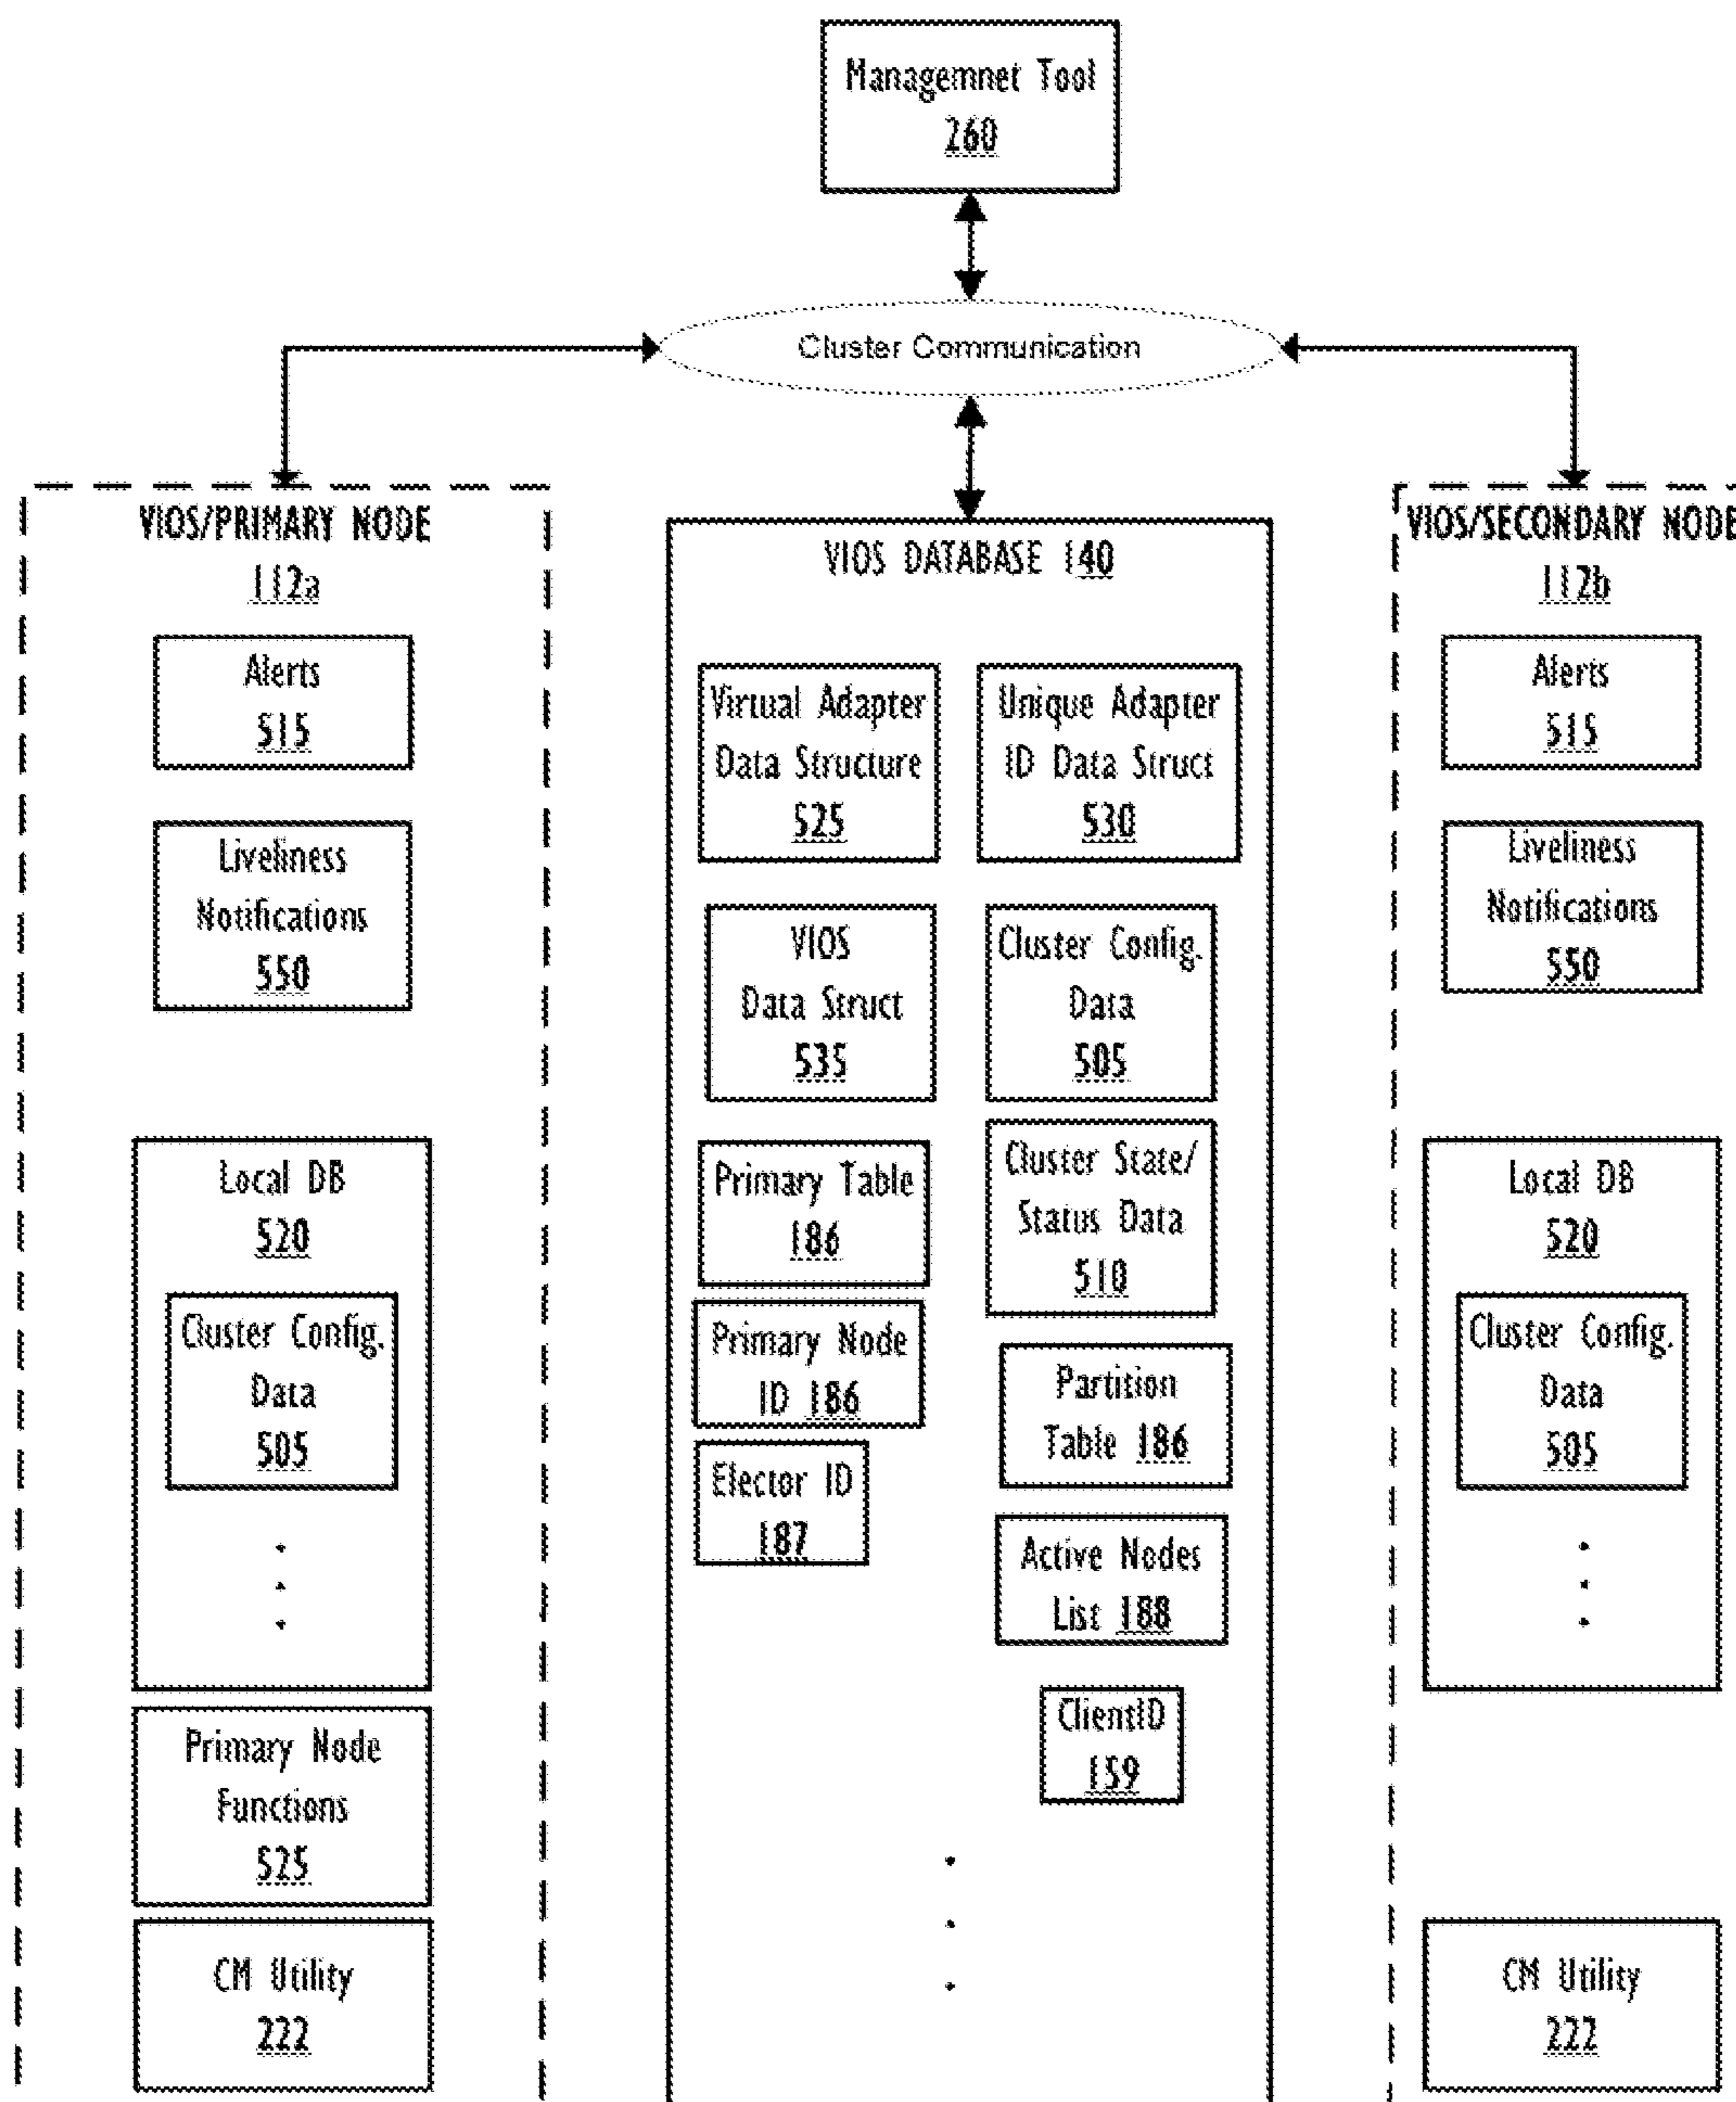 Managemnet Tool
260
Cluster Communication
VIOS/PRIMARY NODE
112a
Alerts
515
Liveliness
Notifications
550
Local DB
520
Cluster Config.
Data
505
Primary Node
Functions
525
CM Utility
222
VIOS DATABASE 140
Virtual Adapter
Data Structure
525
Unique Adapter
ID Data Struct
530
VIOS
Data Struct
535
Cluster Config.
Data
505
Primary Table
186
Cluster State/
Status Data
510
Primary Node
ID 186
Partition
Table 186
Elector ID
187
Active Nodes
List 188
ClientID
159
VIOS/SECONDARY NODE
112b
Alerts
515
Liveliness
Notifications
550
Local DB
520
Cluster Config.
Data
505
CM Utility
222